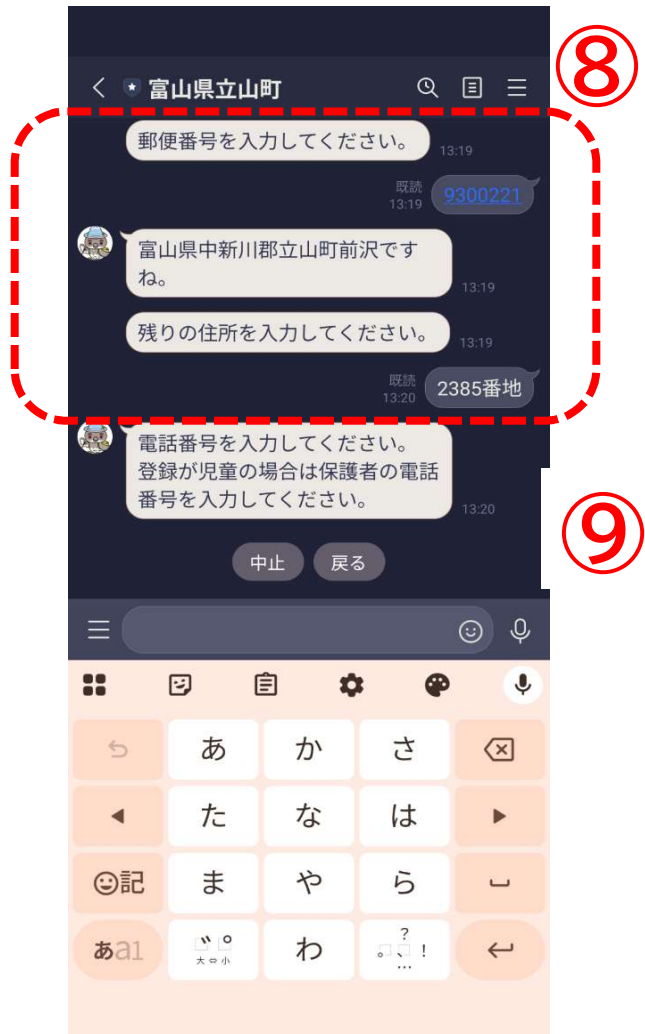 富山県立山町
⑧
郵便番号を入力してください。
13:19
既読
13:19
9300221
富山県中新川郡立山町前沢です
ね。
13:19
残りの住所を入力してください。
13:19
既読
13:20
2385番地
電話番号を入力してください。
登録が児童の場合は保護者の電話
番号を入力してください。
13:20
⑨
中止
戻る
あ
か
さ
た
な
は
記
ま
や
ら
あa1
゛゜
大⇔小
わ
。、?!…